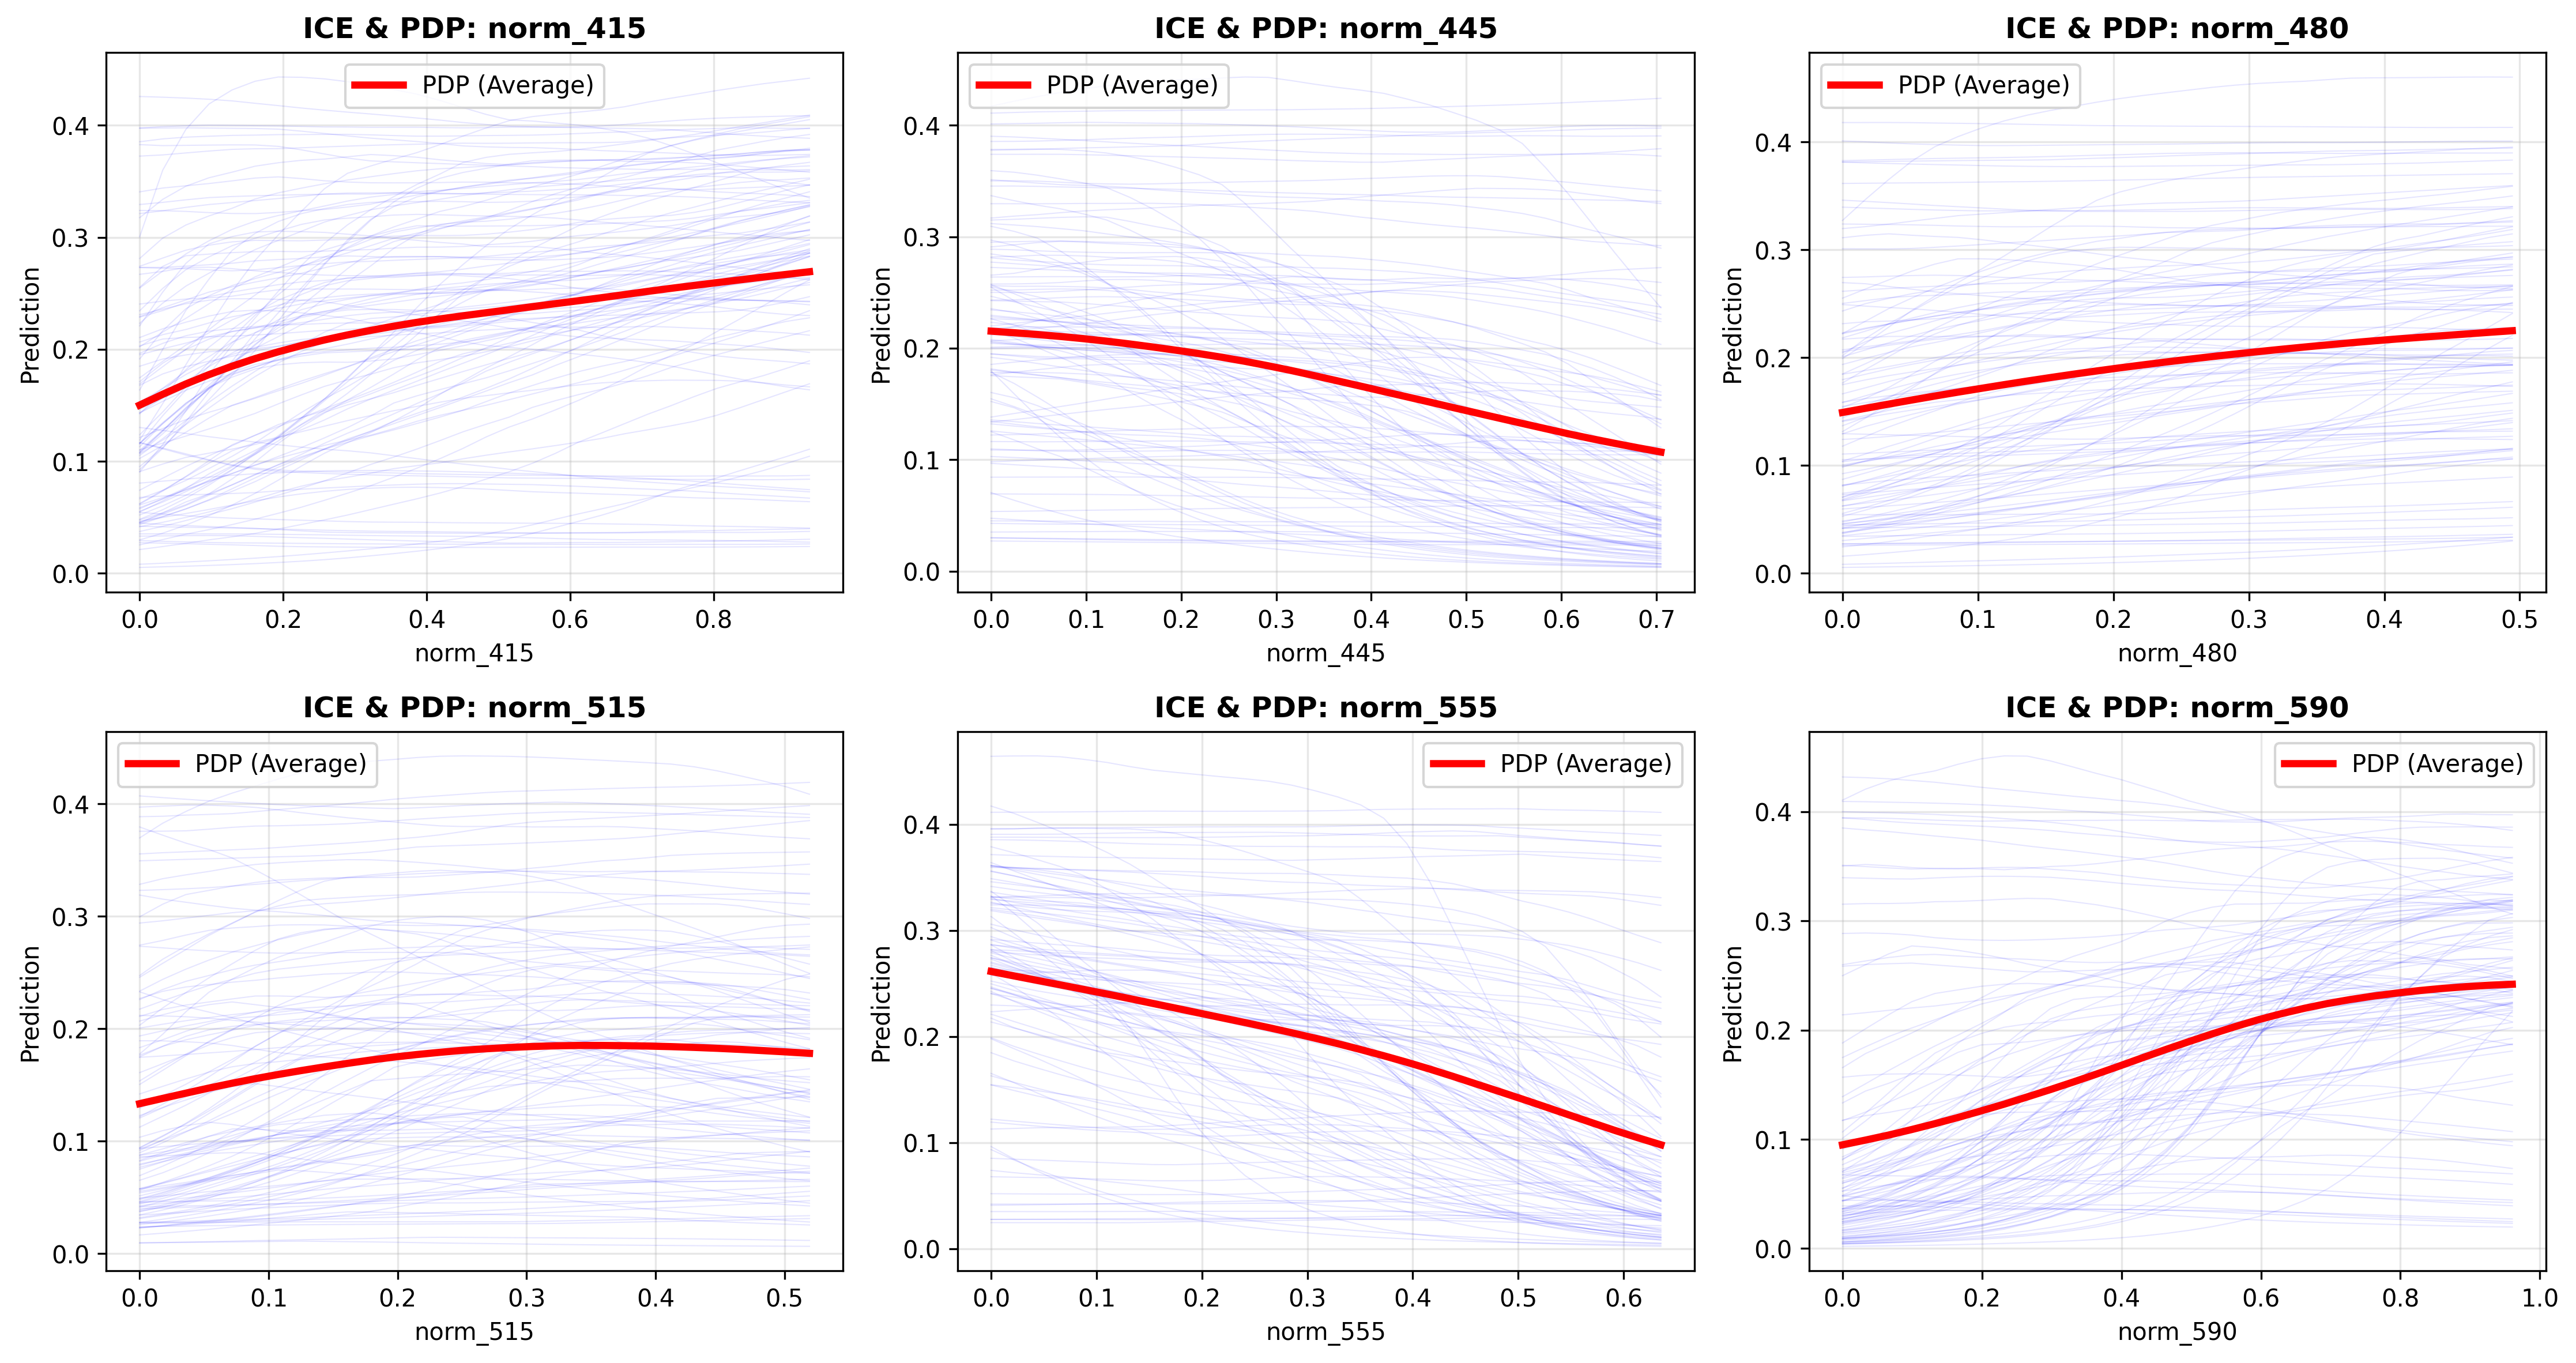 ICE & PDP: norm_415
PDP (Average)
Prediction
0.4
0.3
0.2
0.1
0.0
0.0 0.2 0.4 0.6 0.8
norm_415
ICE & PDP: norm_445
PDP (Average)
Prediction
0.4
0.3
0.2
0.1
0.0
0.0 0.1 0.2 0.3 0.4 0.5 0.6 0.7
norm_445
ICE & PDP: norm_480
PDP (Average)
Prediction
0.4
0.3
0.2
0.1
0.0
0.0 0.1 0.2 0.3 0.4 0.5
norm_480
ICE & PDP: norm_515
PDP (Average)
Prediction
0.4
0.3
0.2
0.1
0.0
0.0 0.1 0.2 0.3 0.4 0.5
norm_515
ICE & PDP: norm_555
PDP (Average)
Prediction
0.4
0.3
0.2
0.1
0.0
0.0 0.1 0.2 0.3 0.4 0.5 0.6
norm_555
ICE & PDP: norm_590
PDP (Average)
Prediction
0.4
0.3
0.2
0.1
0.0
0.0 0.2 0.4 0.6 0.8 1.0
norm_590